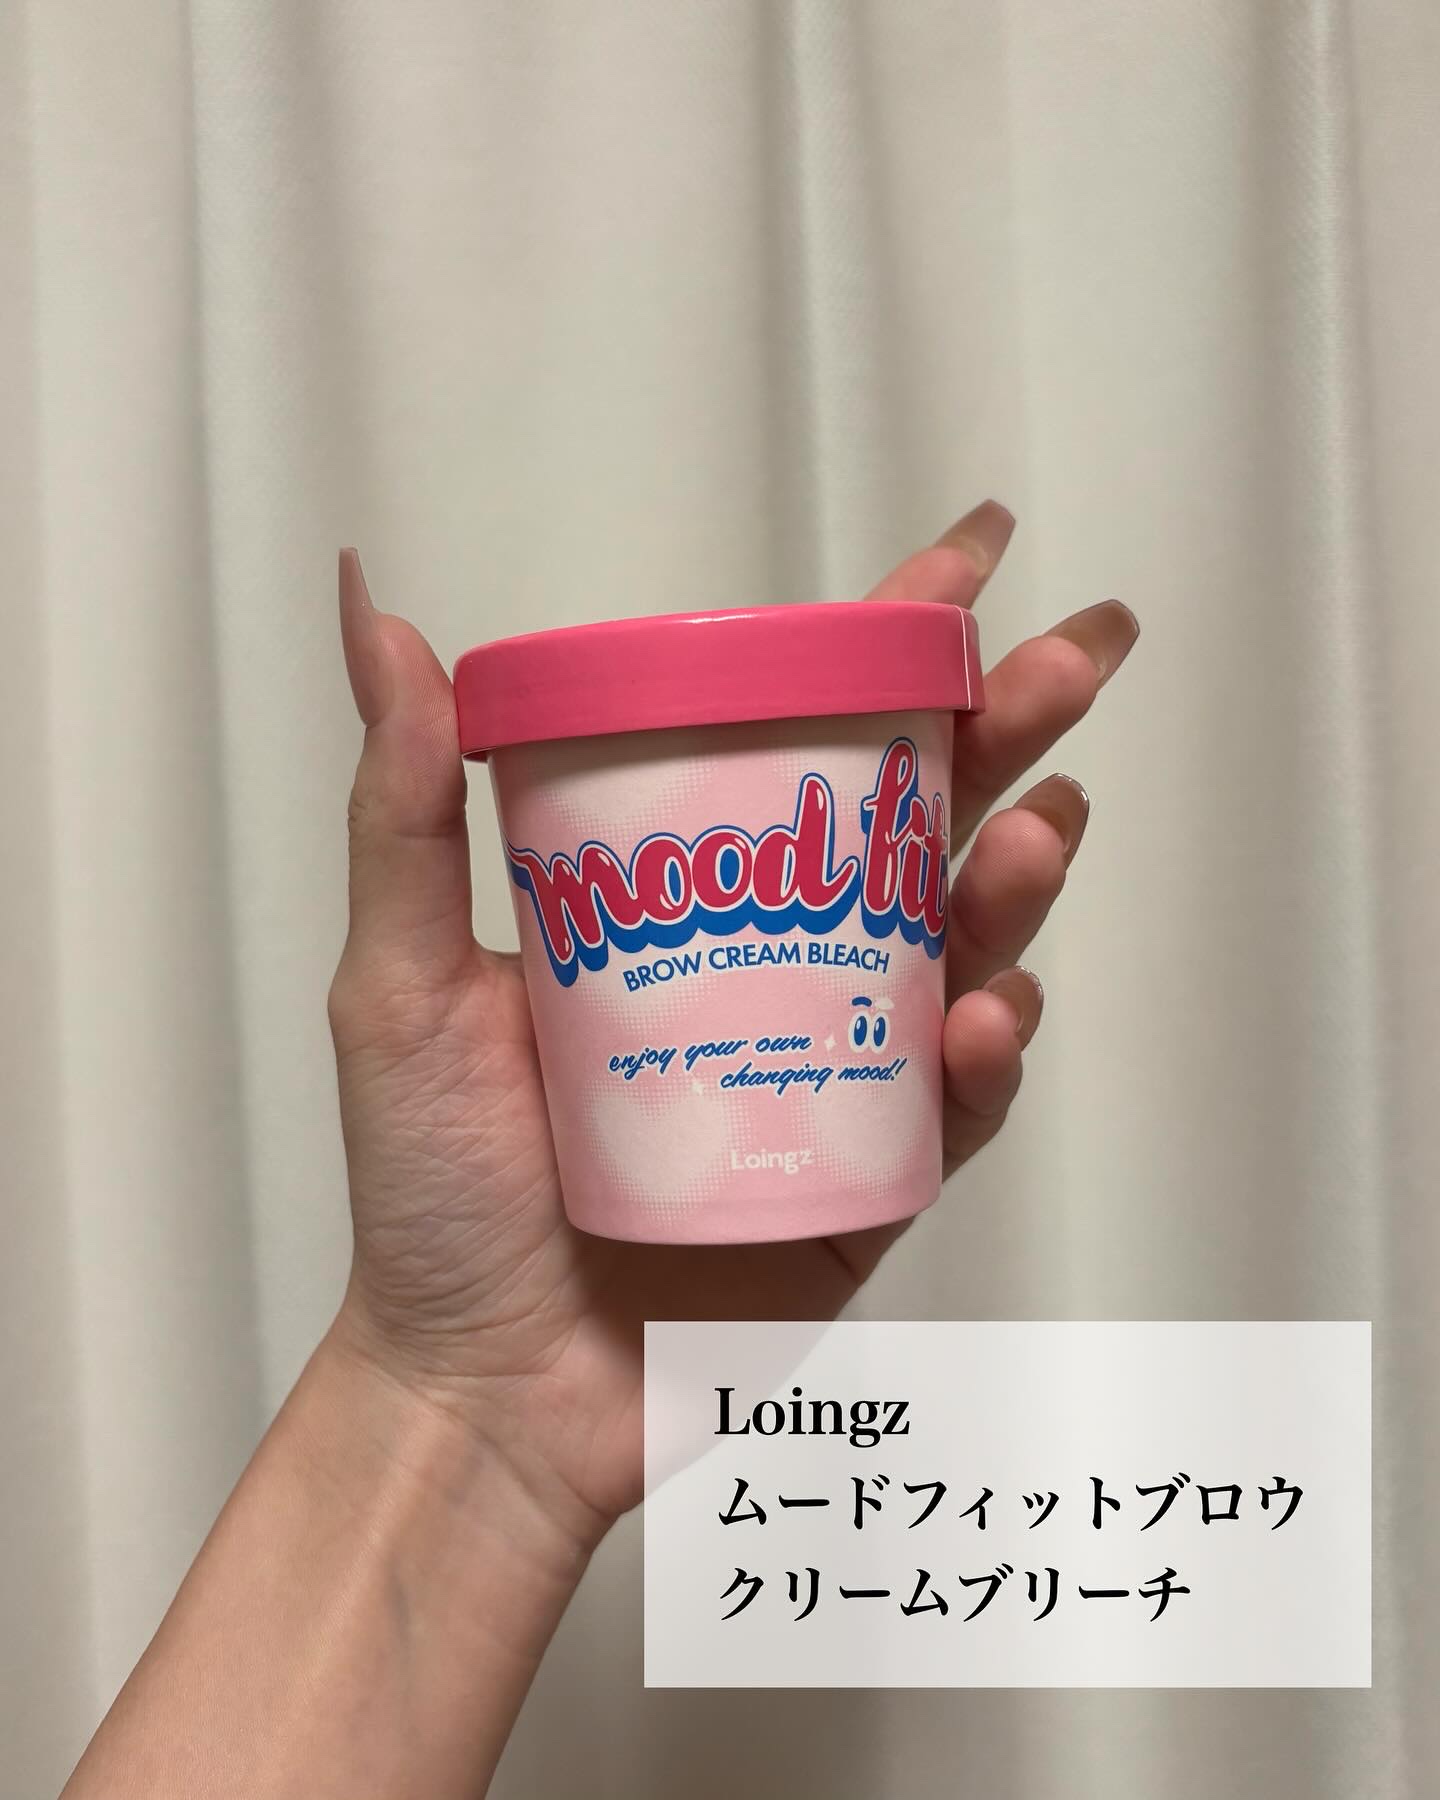 mood fit
BROW CREAM BLEACH
enjoy your own
changing mood!
Loingz
Loingz
ムードフィットブロウ
クリームブリーチ